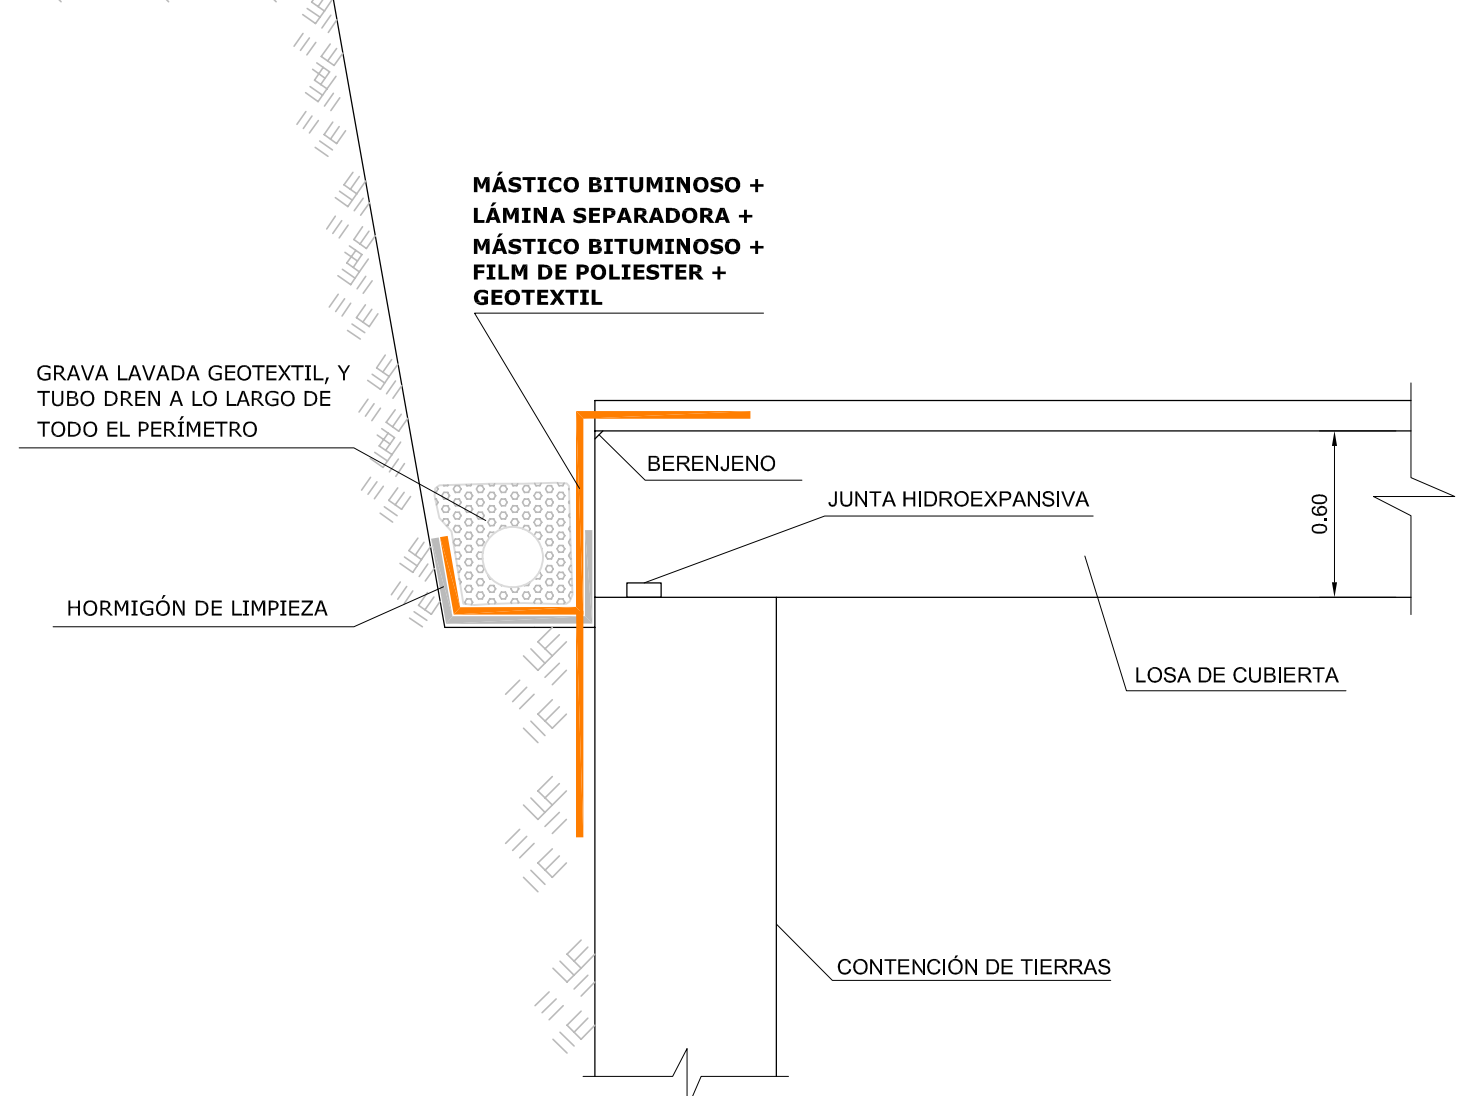 MÁSTICO BITUMINOSO +
LÁMINA SEPARADORA +
MÁSTICO BITUMINOSO +
FILM DE POLIESTER +
GEOTEXTIL
GRAVA LAVADA GEOTEXTIL, Y
TUBO DREN A LO LARGO DE
TODO EL PERÍMETRO
BERENJENO
JUNTA HIDROEXPANSIVA
0.60
HORMIGÓN DE LIMPIEZA
LOSA DE CUBIERTA
CONTENCIÓN DE TIERRAS